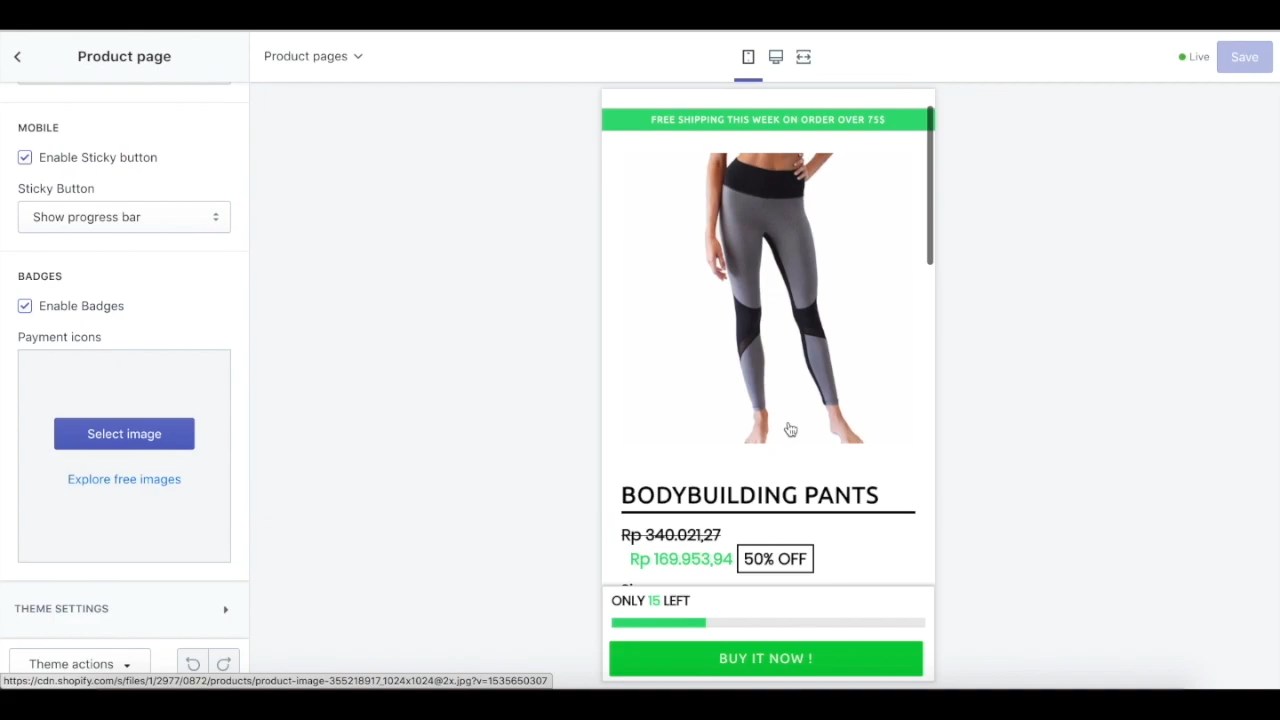 Product page
Product pages
Live
Save
MOBILE
Enable Sticky button
Sticky Button
Show progress bar
BADGES
Enable Badges
Payment icons
Select image
Explore free images
THEME SETTINGS
Theme actions
https://cdn.shopify.com/s/files/1/2977/0872/products/product-image-355218917_1024x1024@2x.jpg?v=1535650307
FREE SHIPPING THIS WEEK ON ORDER OVER 75$
BODYBUILDING PANTS
Rp 340.021,27
Rp 169.953,94 50% OFF
ONLY 15 LEFT
BUY IT NOW !